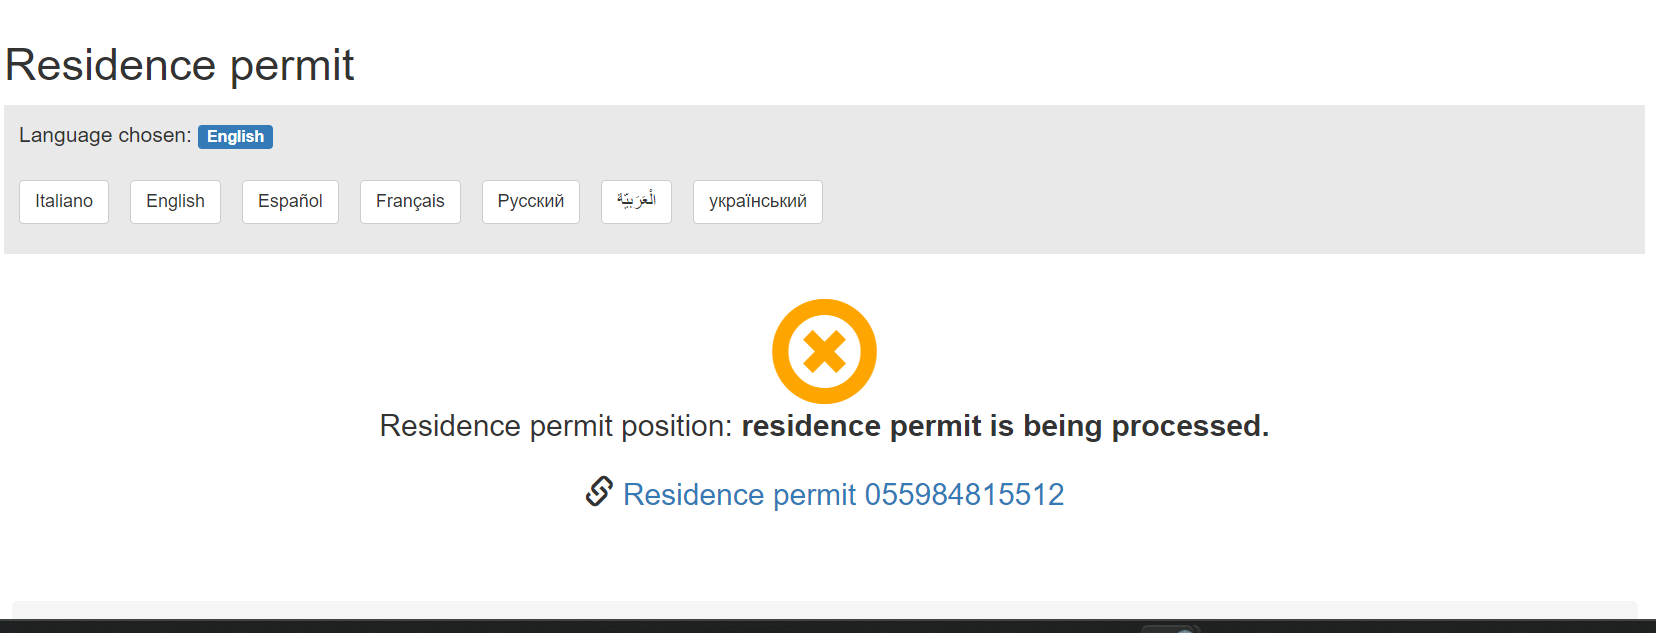 Residence permit
Language chosen: English
Italiano English Español Français Русский الْعَرَبيّة український
Residence permit position: residence permit is being processed.
Residence permit 055984815512